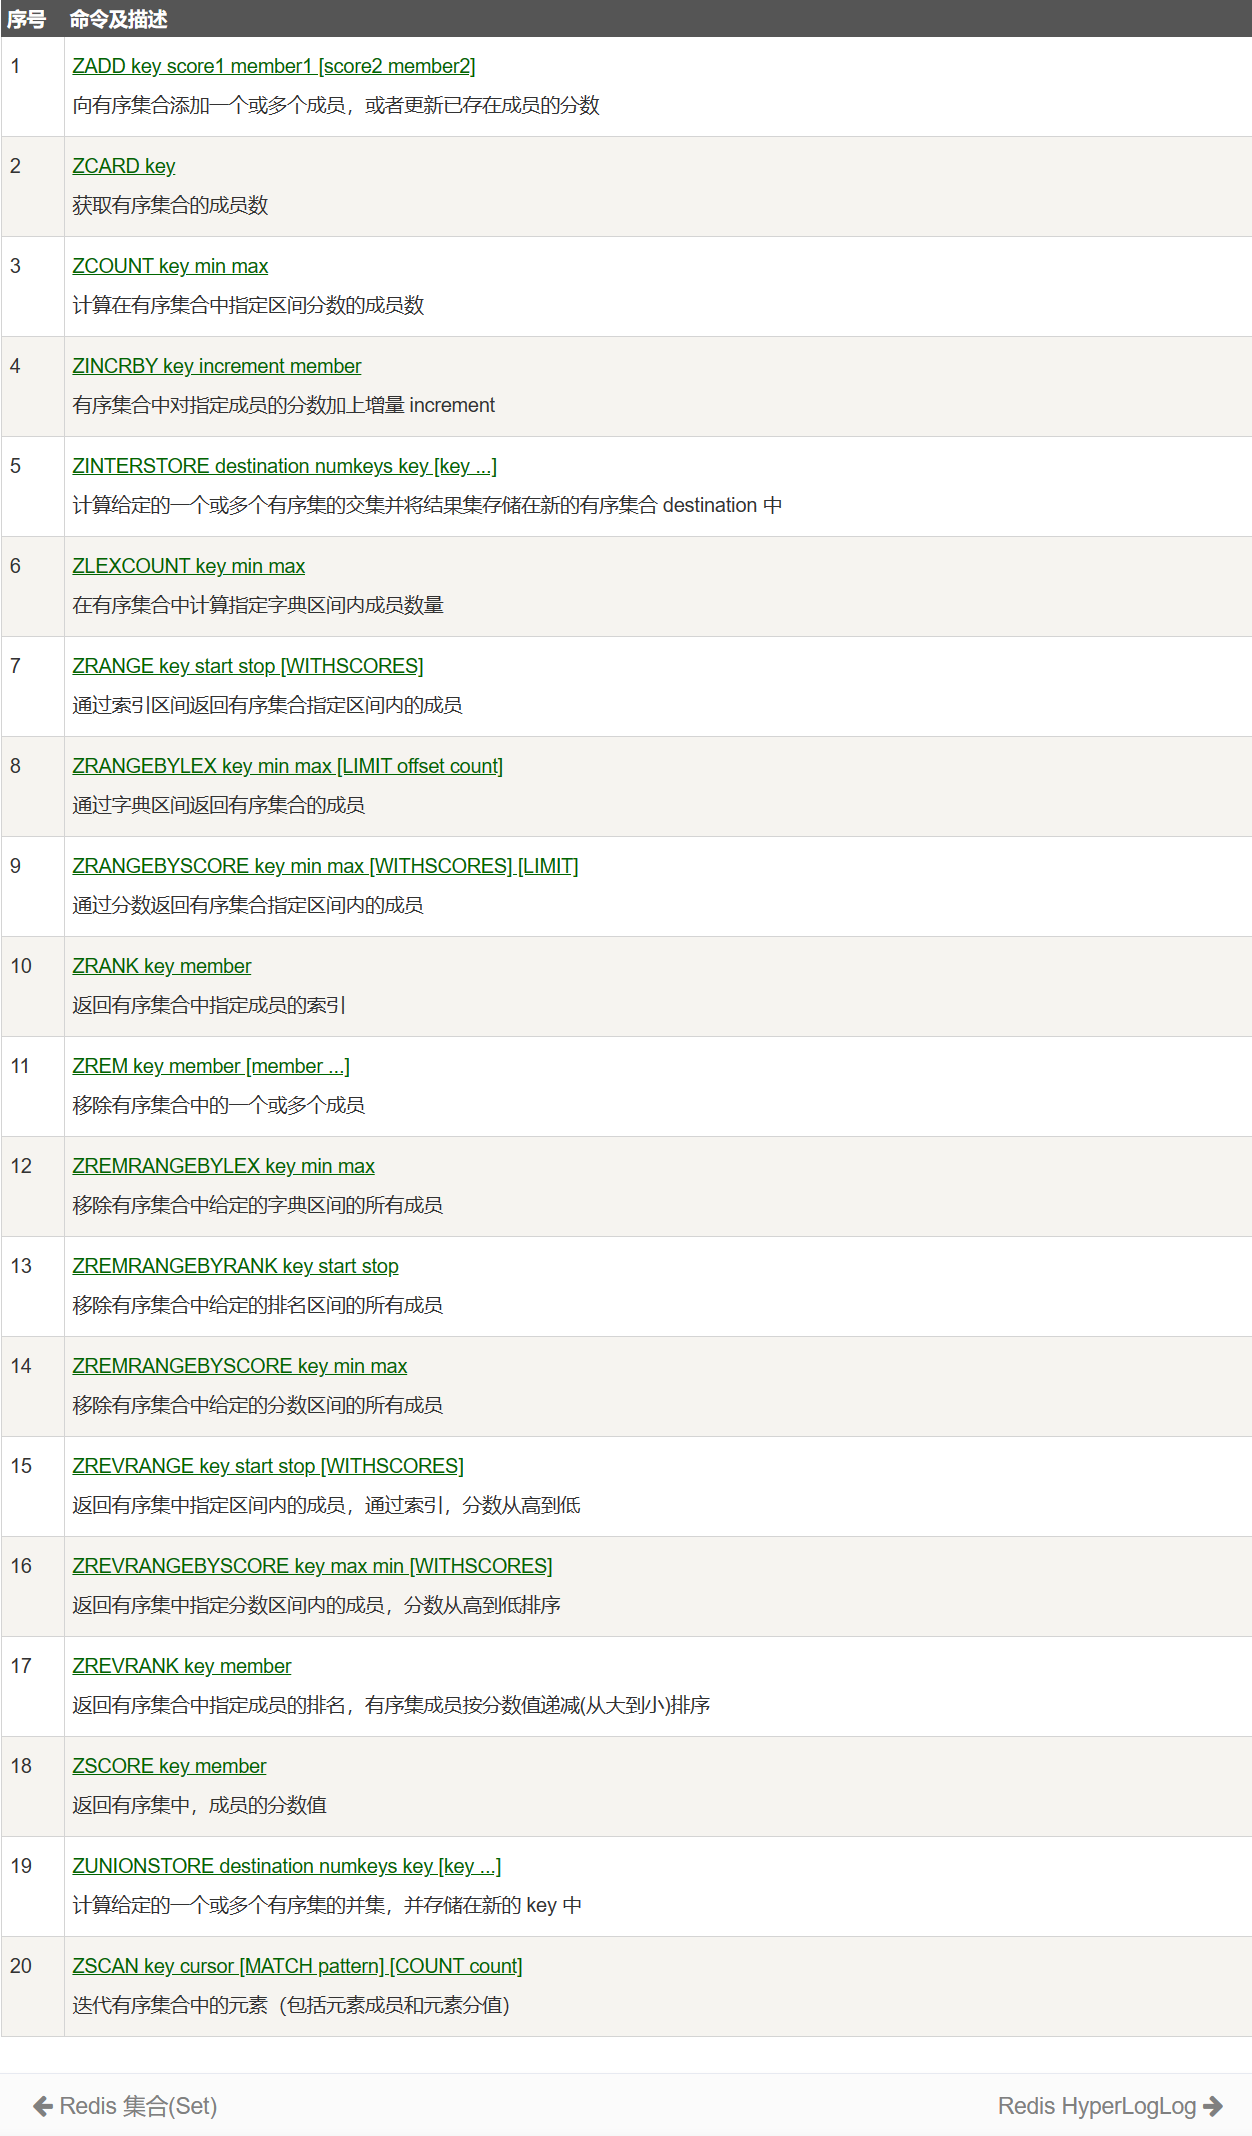 序号 命令及描述
1 ZADD key score1 member1 [score2 member2]
向有序集合添加一个或多个成员，或者更新已存在成员的分数
2 ZCARD key
获取有序集合的成员数
3 ZCOUNT key min max
计算在有序集合中指定区间分数的成员数
4 ZINCRBY key increment member
有序集合中对指定成员的分数加上增量 increment
5 ZINTERSTORE destination numkeys key [key ...]
计算给定的一个或多个有序集的交集并将结果集存储在新的有序集合 destination 中
6 ZLEXCOUNT key min max
在有序集合中计算指定字典区间内成员数量
7 ZRANGE key start stop [WITHSCORES]
通过索引区间返回有序集合指定区间内的成员
8 ZRANGEBYLEX key min max [LIMIT offset count]
通过字典区间返回有序集合的成员
9 ZRANGEBYSCORE key min max [WITHSCORES] [LIMIT]
通过分数返回有序集合指定区间内的成员
10 ZRANK key member
返回有序集合中指定成员的索引
11 ZREM key member [member ...]
移除有序集合中的一个或多个成员
12 ZREMRANGEBYLEX key min max
移除有序集合中给定的字典区间的所有成员
13 ZREMRANGEBYRANK key start stop
移除有序集合中给定的排名区间的所有成员
14 ZREMRANGEBYSCORE key min max
移除有序集合中给定的分数区间的所有成员
15 ZREVRANGE key start stop [WITHSCORES]
返回有序集中指定区间内的成员，通过索引，分数从高到低
16 ZREVRANGEBYSCORE key max min [WITHSCORES]
返回有序集中指定分数区间内的成员，分数从高到低排序
17 ZREVRANK key member
返回有序集合中指定成员的排名，有序集成员按分数值递减(从大到小)排序
18 ZSCORE key member
返回有序集中，成员的分数值
19 ZUNIONSTORE destination numkeys key [key ...]
计算给定的一个或多个有序集的并集，并存储在新的 key 中
20 ZSCAN key cursor [MATCH pattern] [COUNT count]
迭代有序集合中的元素（包括元素成员和元素分值）
Redis 集合(Set) Redis HyperLogLog